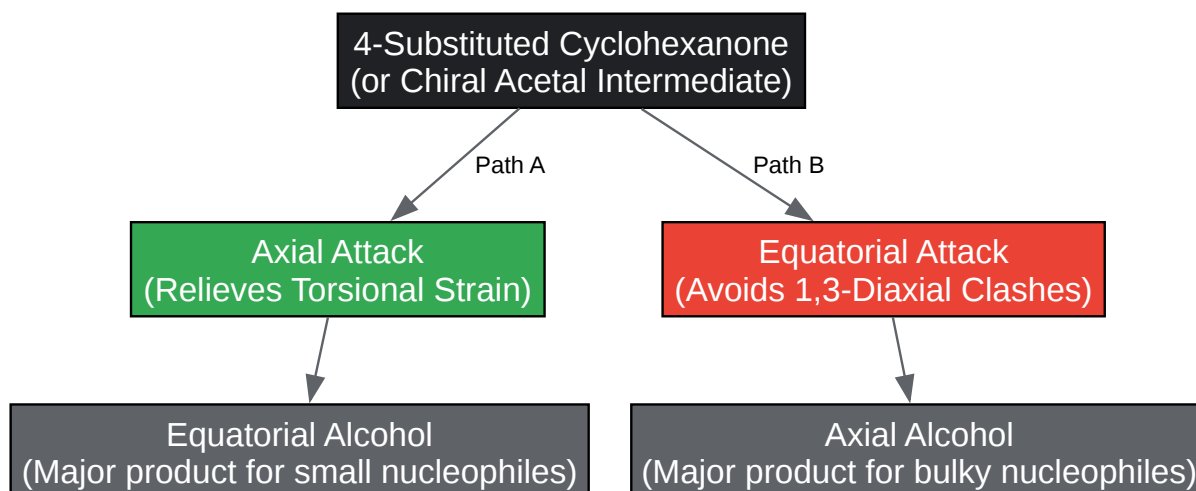 4-Substituted Cyclohexanone
(or Chiral Acetal Intermediate)
Path A
Path B
Axial Attack
(Relieves Torsional Strain)
Equatorial Attack
(Avoids 1,3-Diaxial Clashes)
Equatorial Alcohol
(Major product for small nucleophiles)
Axial Alcohol
(Major product for bulky nucleophiles)